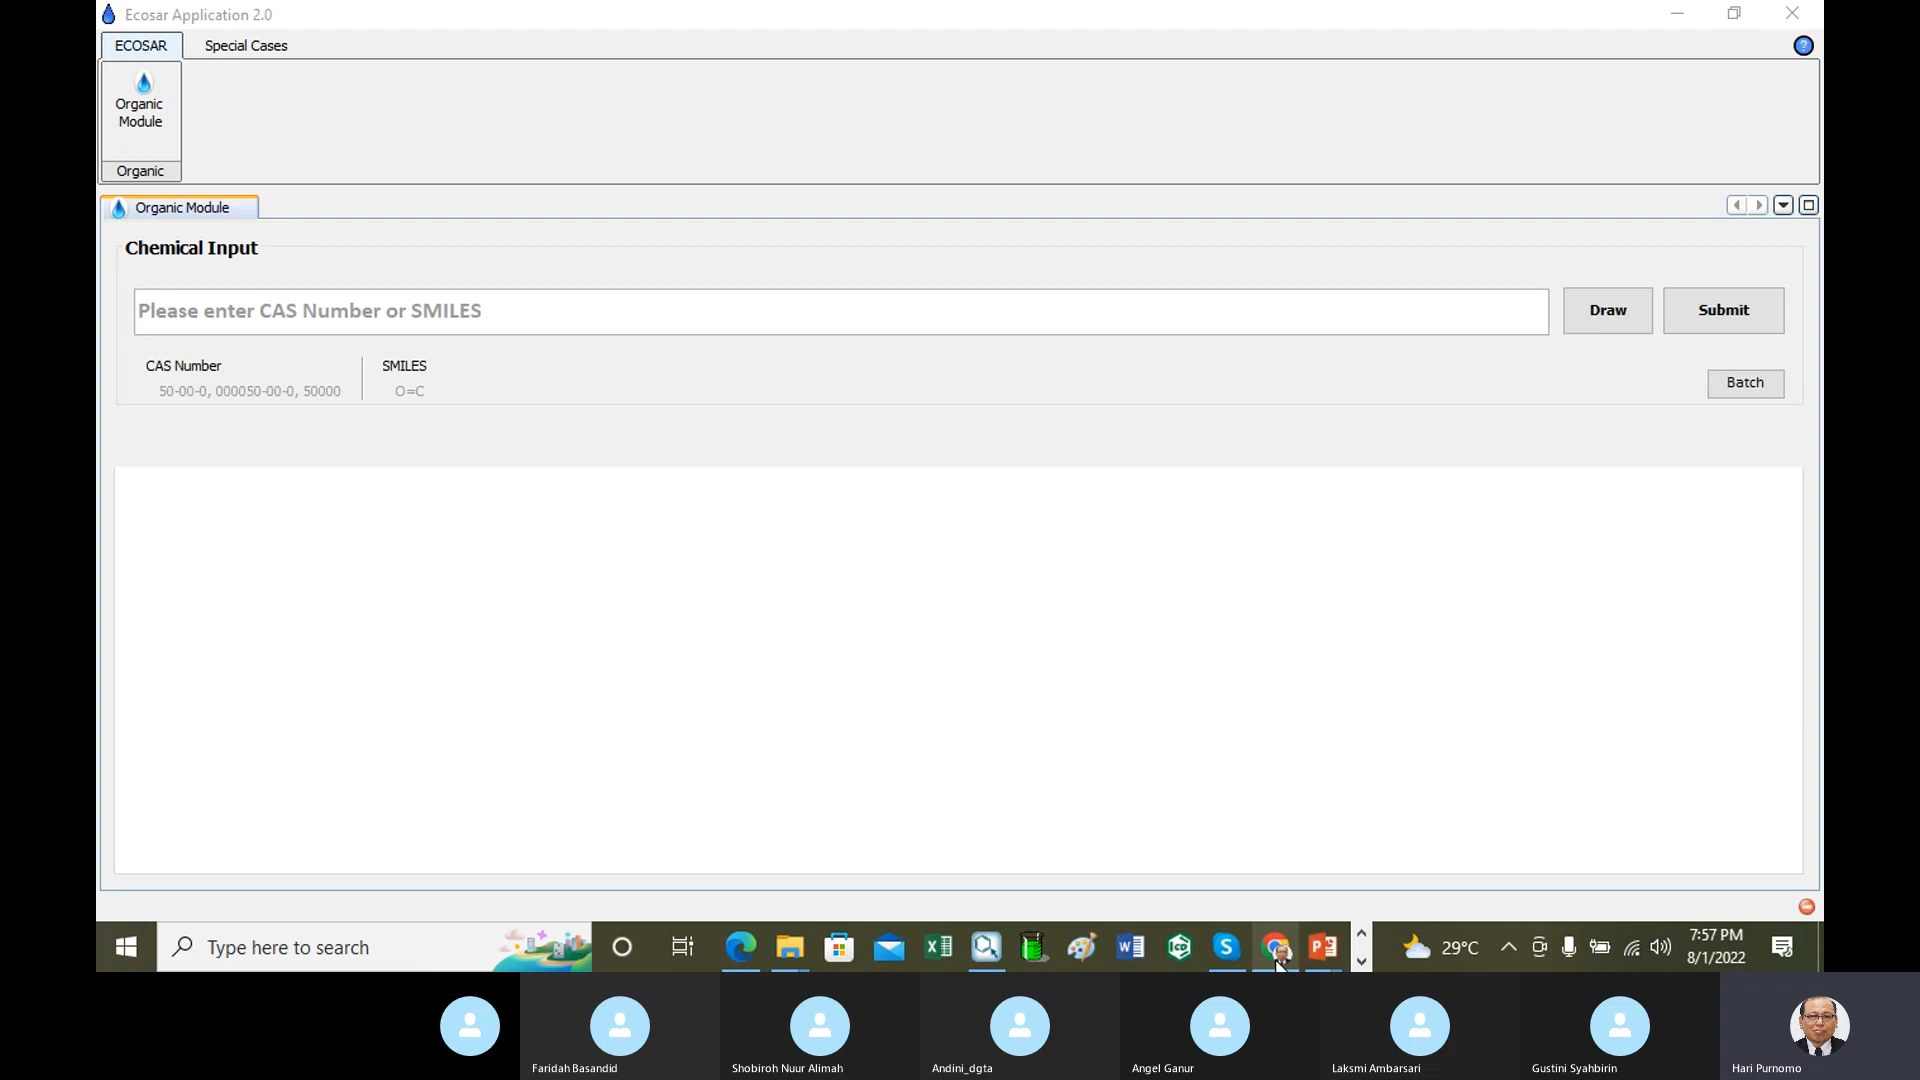 Ecosar Application 2.0
ECOSAR
Special Cases
?
Organic
Module
Organic
Organic Module
Chemical Input
Please enter CAS Number or SMILES
Draw
Submit
CAS Number
SMILES
50-00-0, 000050-00-0, 50000
O=C
Batch
Type here to search
29°C
7:57 PM
8/1/2022
Faridah Basandid
Shobiroh Nuur Alimah
Andini_dgta
Angel Ganur
Laksmi Ambarsari
Gustini Syahbirin
Hari Purnomo